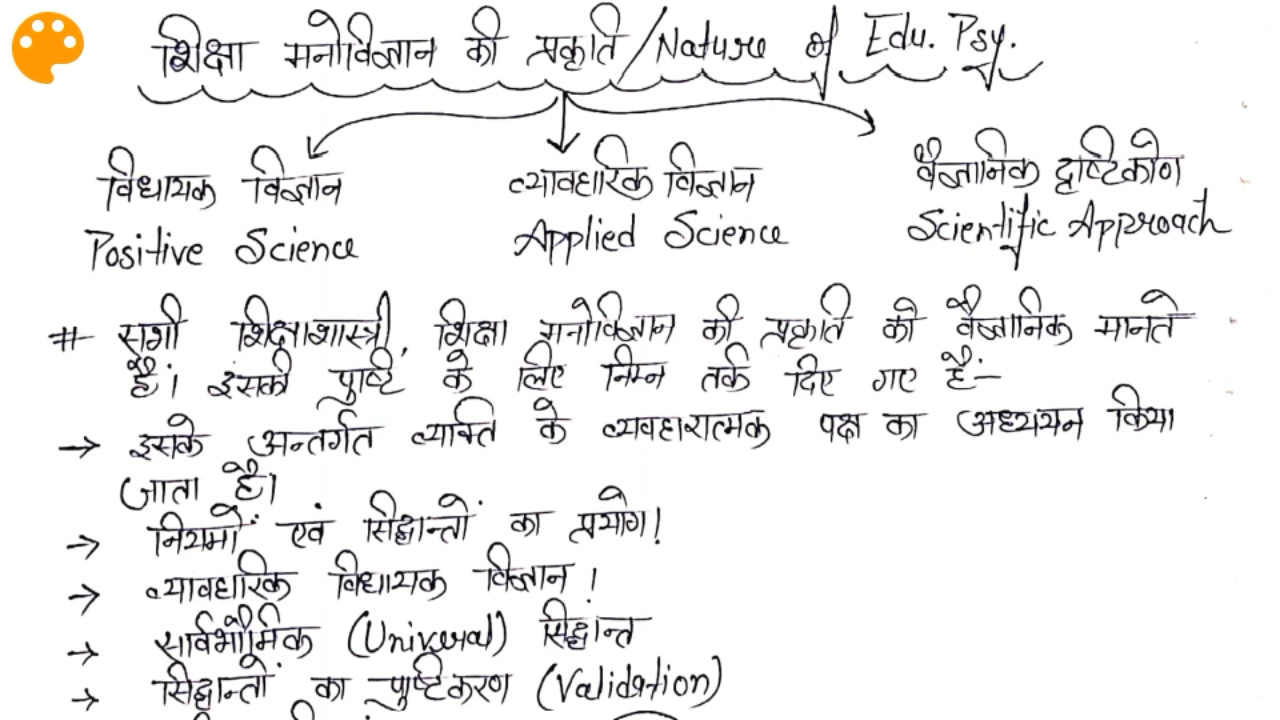 शिक्षा मनोविज्ञान की प्रकृति/Nature of Edu. Psy.
विधायक विज्ञान
Positive Science
व्यावहारिक विज्ञान
Applied Science
वैज्ञानिक दृष्टिकोण
Scientific Approach
# सभी शिक्षाशास्त्री, शिक्षा मनोविज्ञान की प्रकृति को वैज्ञानिक मानते
हैं। इसकी पुष्टि के लिए निम्न तर्क दिए गए हैं-
→ इसके अन्तर्गत व्यक्ति के व्यवहारात्मक पक्ष का अध्ययन किया
जाता है।
→ नियमों एवं सिद्धान्तों का प्रयोग।
→ व्यावहारिक विधायक विज्ञान।
→ सार्वभौमिक (Universal) सिद्धांत
→ सिद्धान्तों का पुष्टिकरण (Validation)